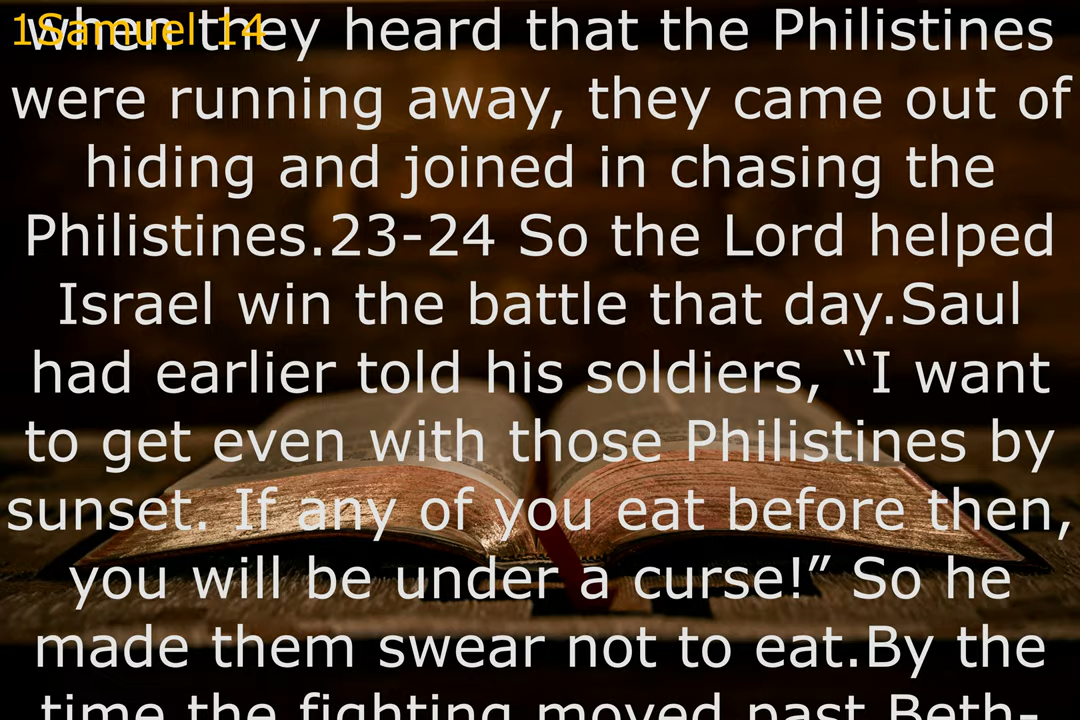 1Samuel 14
when they heard that the Philistines
were running away, they came out of
hiding and joined in chasing the
Philistines.23-24 So the Lord helped
Israel win the battle that day.Saul
had earlier told his soldiers, “I want
to get even with those Philistines by
sunset. If any of you eat before then,
you will be under a curse!” So he
made them swear not to eat.By the
time the fighting moved past Beth-